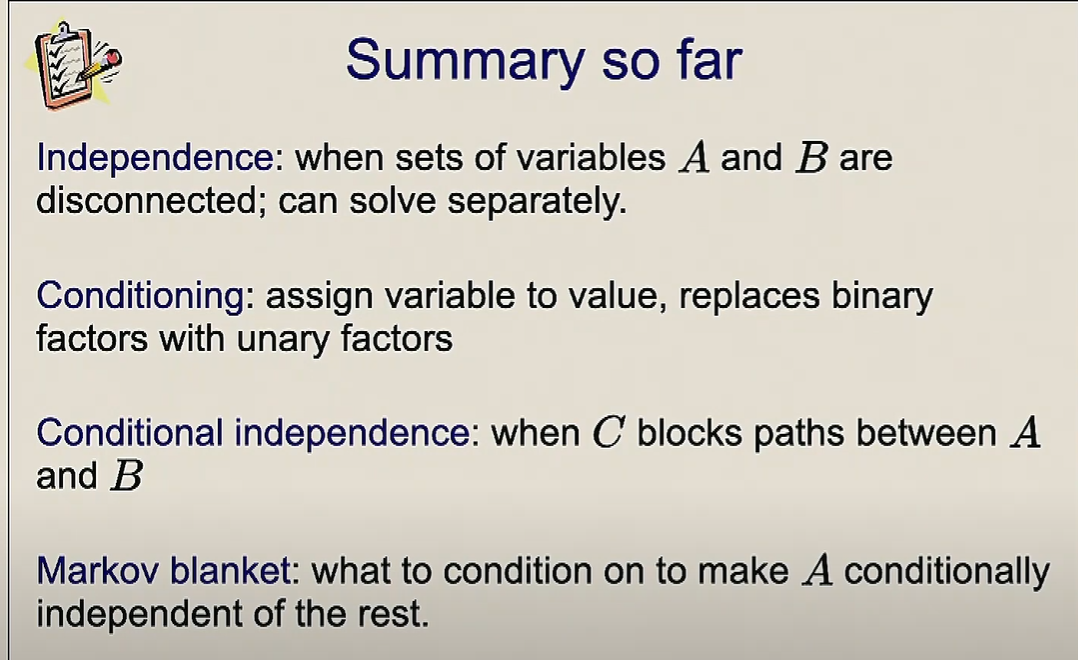 Summary so far
Independence: when sets of variables A and B are
disconnected; can solve separately.
Conditioning: assign variable to value, replaces binary
factors with unary factors
Conditional independence: when C blocks paths between A
and B
Markov blanket: what to condition on to make A conditionally
independent of the rest.